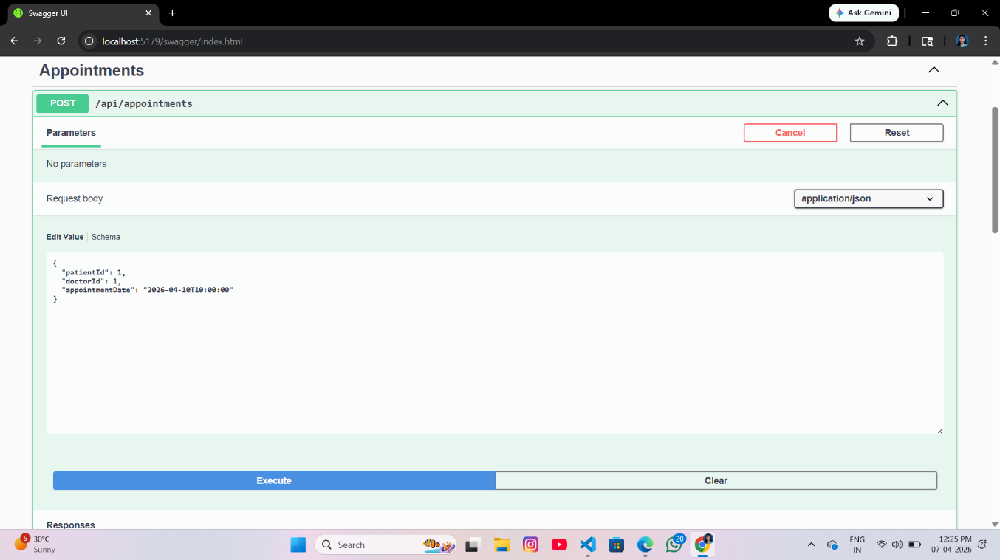 Swagger UI
Ask Gemini
localhost:5179/swagger/index.html
Appointments
POST /api/appointments
Parameters
Cancel
Reset
No parameters
Request body
application/json
Edit Value
Schema
{
"patientId": 1,
"doctorId": 1,
"appointmentDate": "2026-04-10T10:00:00"
}
Execute
Clear
Responses
5
30°C
Sunny
Search
20
ENG
IN
12:25 PM
07-04-2026